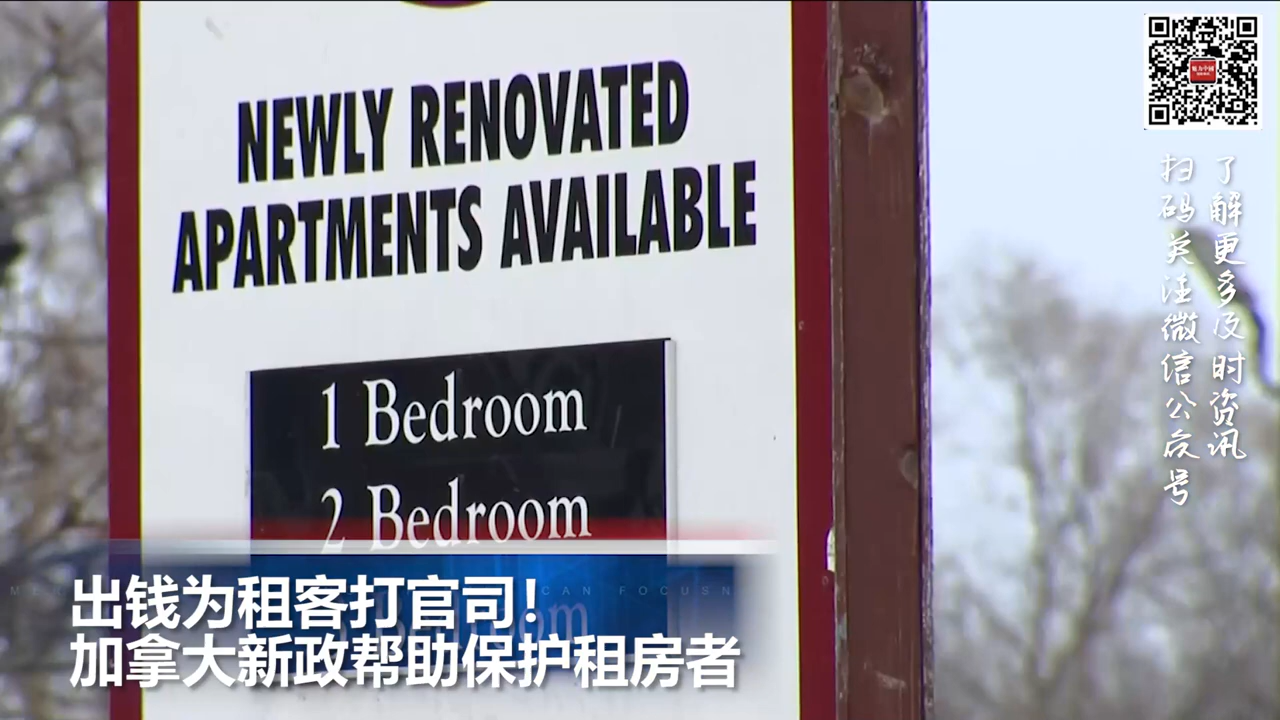 NEWLY RENOVATED
APARTMENTS AVAILABLE
1 Bedroom
2 Bedroom
Bedroom
了解更多及时资讯
扫码关注微信公众号
出钱为租客打官司！
加拿大新政帮助保护租房者